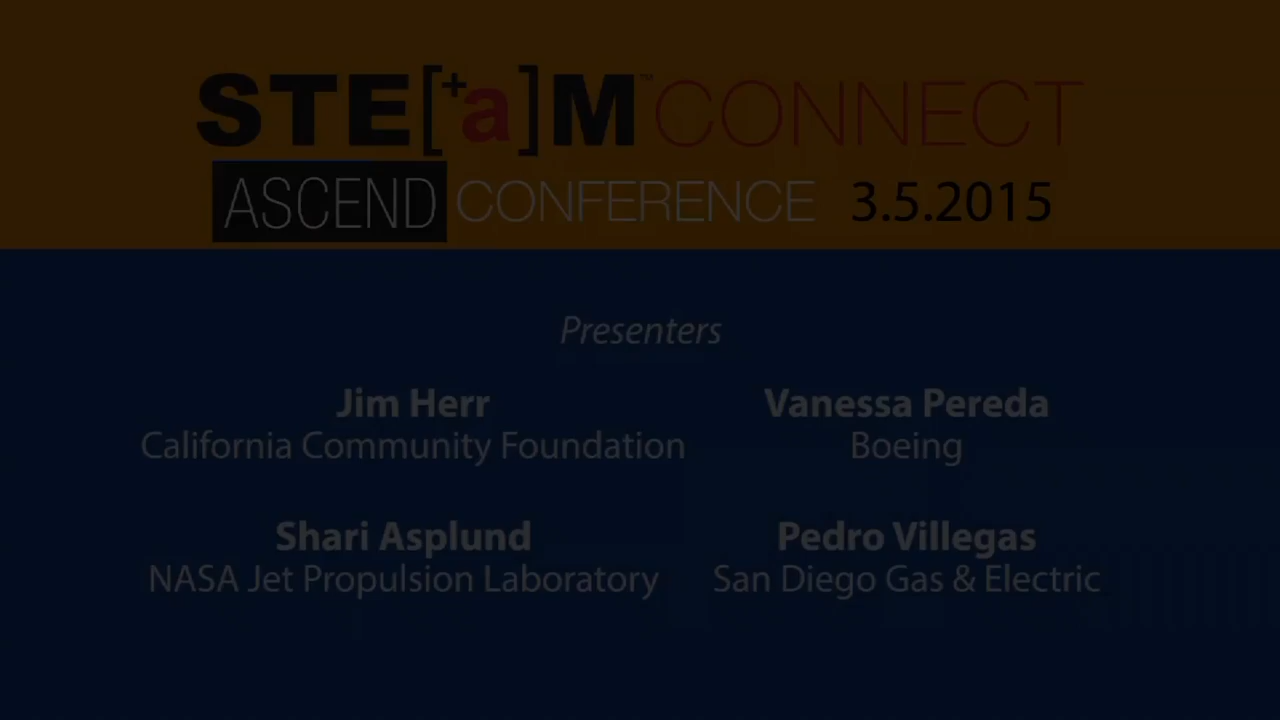 STE[+a]M™ CONNECT
ASCEND CONFERENCE 3.5.2015
Presenters
Jim Herr
California Community Foundation
Vanessa Pereda
Boeing
Shari Asplund
NASA Jet Propulsion Laboratory
Pedro Villegas
San Diego Gas & Electric